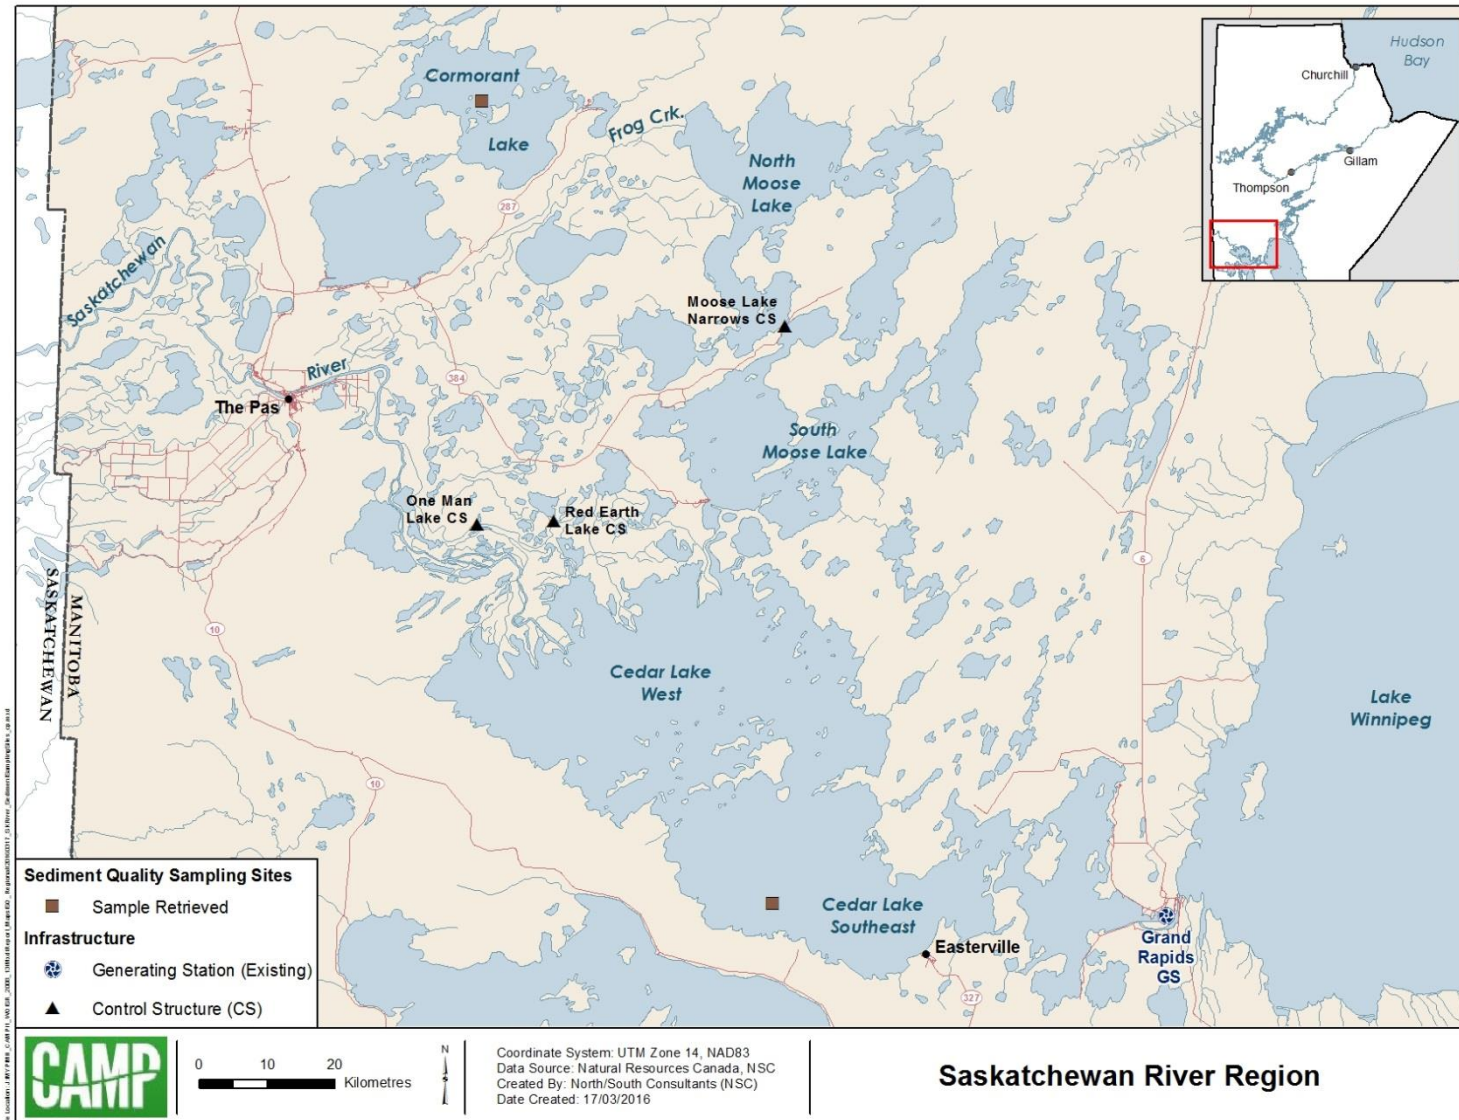 Cormorant
Lake
Frog Crk.
North
Moose
Lake
Hudson
Bay
Churchill
Gillam
Thompson
287
Saskatchewan
River
Moose Lake
Narrows CS
384
The Pas
South
Moose Lake
One Man
Lake CS
Red Earth
Lake CS
6
SASKATCHEWAN
MANITOBA
10
Cedar Lake
West
Lake
Winnipeg
10
Cedar Lake
Southeast
Easterville
Grand
Rapids
GS
327
Sediment Quality Sampling Sites
Sample Retrieved
Infrastructure
Generating Station (Existing)
Control Structure (CS)
CAMP
0 10 20
Kilometres
N
Coordinate System: UTM Zone 14, NAD83
Data Source: Natural Resources Canada, NSC
Created By: North/South Consultants (NSC)
Date Created: 17/03/2016
Saskatchewan River Region